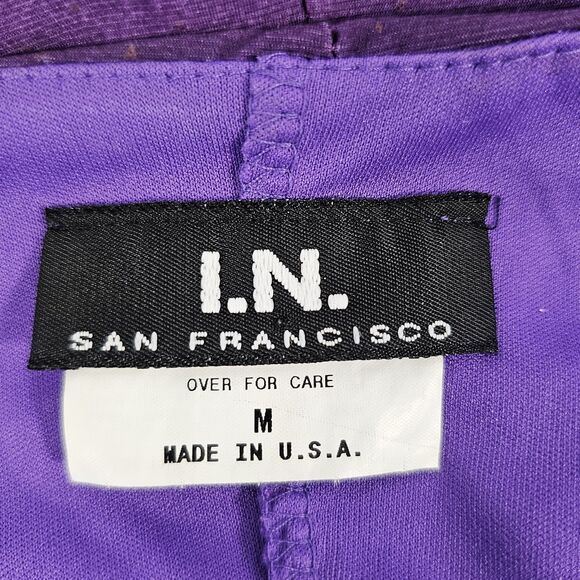 I.N.
SAN FRANCISCO
OVER FOR CARE
M
MADE IN U.S.A.